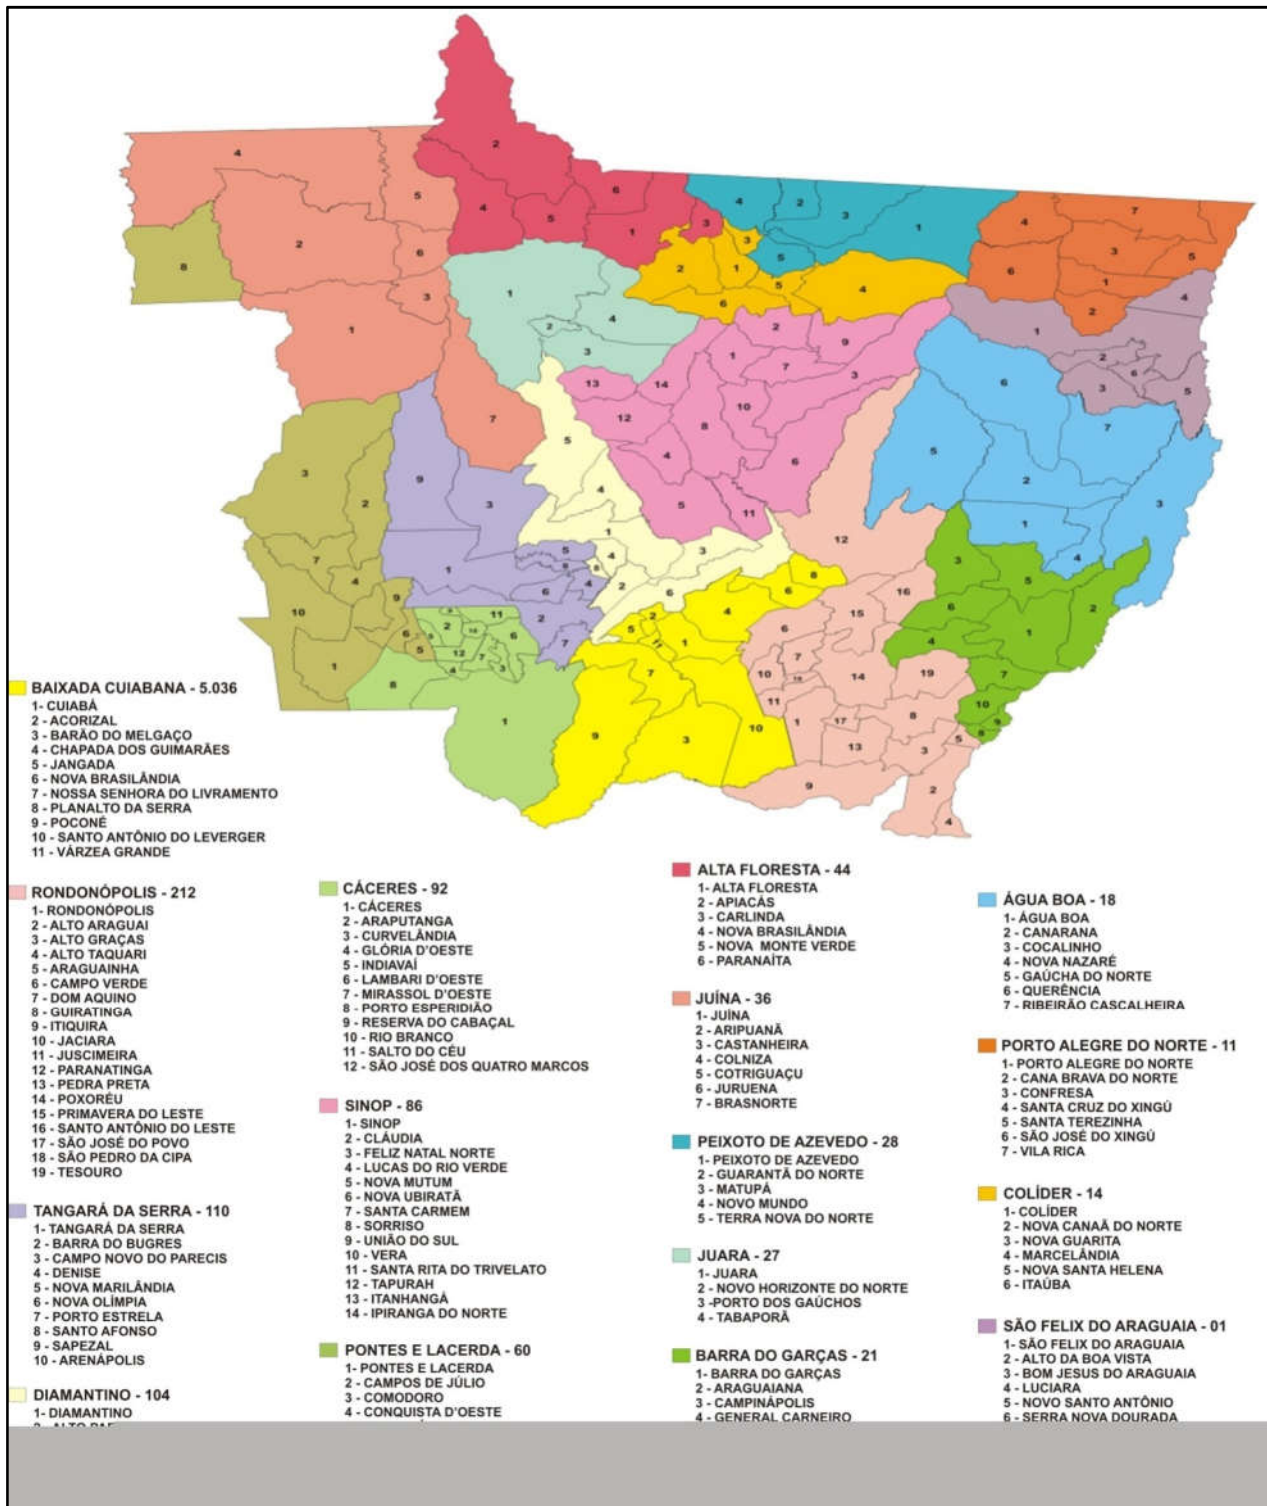 BAIXADA CUIABANA - 5.036
1- CUIABÁ
2 - ACORIZAL
3 - BARÃO DO MELGAÇO
4 - CHAPADA DOS GUIMARÃES
5 - JANGADA
6 - NOVA BRASILÂNDIA
7 - NOSSA SENHORA DO LIVRAMENTO
8 - PLANALTO DA SERRA
9 - POCONÉ
10 - SANTO ANTÔNIO DO LEVERGER
11 - VÁRZEA GRANDE
RONDONÓPOLIS - 212
1- RONDONÓPOLIS
2 - ALTO ARAGUAI
3 - ALTO GRAÇAS
4 - ALTO TAQUARI
5 - ARAGUAINHA
6 - CAMPO VERDE
7 - DOM AQUINO
8 - GUIRATINGA
9 - ITIQUIRA
10 - JACIARA
11 - JUSCIMEIRA
12 - PARANATINGA
13 - PEDRA PRETA
14 - POXORÉU
15 - PRIMAVERA DO LESTE
16 - SANTO ANTÔNIO DO LESTE
17 - SÃO JOSÉ DO POVO
18 - SÃO PEDRO DA CIPA
19 - TESOURO
TANGARÁ DA SERRA - 110
1- TANGARÁ DA SERRA
2 - BARRA DO BUGRES
3 - CAMPO NOVO DO PARECIS
4 - DENISE
5 - NOVA MARILÂNDIA
6 - NOVA OLÍMPIA
7 - PORTO ESTRELA
8 - SANTO AFONSO
9 - SAPEZAL
10 - ARENÁPOLIS
DIAMANTINO - 104
1- DIAMANTINO
CÁCERES - 92
1- CÁCERES
2 - ARAPUTANGA
3 - CURVELÂNDIA
4 - GLÓRIA D'OESTE
5 - INDIAVAÍ
6 - LAMBARI D'OESTE
7 - MIRASSOL D'OESTE
8 - PORTO ESPERIDIÃO
9 - RESERVA DO CABAÇAL
10 - RIO BRANCO
11 - SALTO DO CÉU
12 - SÃO JOSÉ DOS QUATRO MARCOS
SINOP - 86
1- SINOP
2 - CLÁUDIA
3 - FELIZ NATAL NORTE
4 - LUCAS DO RIO VERDE
5 - NOVA MUTUM
6 - NOVA UBIRATÃ
7 - SANTA CARMEM
8 - SORRISO
9 - UNIÃO DO SUL
10 - VERA
11 - SANTA RITA DO TRIVELATO
12 - TAPURAH
13 - ITANHANGÁ
14 - IPIRANGA DO NORTE
PONTES E LACERDA - 60
1- PONTES E LACERDA
2 - CAMPOS DE JÚLIO
3 - COMODORO
4 - CONQUISTA D'OESTE
ALTA FLORESTA - 44
1- ALTA FLORESTA
2 - APIACÁS
3 - CARLINDA
4 - NOVA BRASILÂNDIA
5 - NOVA MONTE VERDE
6 - PARANAÍTA
JUÍNA - 36
1- JUÍNA
2 - ARIPUANÃ
3 - CASTANHEIRA
4 - COLNIZA
5 - COTRIGUAÇU
6 - JURUENA
7 - BRASNORTE
PEIXOTO DE AZEVEDO - 28
1- PEIXOTO DE AZEVEDO
2 - GUARANTÃ DO NORTE
3 - MATUPÁ
4 - NOVO MUNDO
5 - TERRA NOVA DO NORTE
JUARA - 27
1- JUARA
2 - NOVO HORIZONTE DO NORTE
3 -PORTO DOS GAÚCHOS
4 - TABAPORÃ
BARRA DO GARÇAS - 21
1- BARRA DO GARÇAS
2 - ARAGUAIANA
3 - CAMPINÁPOLIS
4 - GENERAL CARNEIRO
ÁGUA BOA - 18
1- ÁGUA BOA
2 - CANARANA
3 - COCALINHO
4 - NOVA NAZARÉ
5 - GAÚCHA DO NORTE
6 - QUERÊNCIA
7 - RIBEIRÃO CASCALHEIRA
PORTO ALEGRE DO NORTE - 11
1- PORTO ALEGRE DO NORTE
2 - CANA BRAVA DO NORTE
3 - CONFRESA
4 - SANTA CRUZ DO XINGÚ
5 - SANTA TEREZINHA
6 - SÃO JOSÉ DO XINGÚ
7 - VILA RICA
COLÍDER - 14
1- COLÍDER
2 - NOVA CANAÃ DO NORTE
3 - NOVA GUARITA
4 - MARCELÂNDIA
5 - NOVA SANTA HELENA
6 - ITAÚBA
SÃO FELIX DO ARAGUAIA - 01
1- SÃO FELIX DO ARAGUAIA
2 - ALTO DA BOA VISTA
3 - BOM JESUS DO ARAGUAIA
4 - LUCIARA
5 - NOVO SANTO ANTÔNIO
6 - SERRA NOVA DOURADA